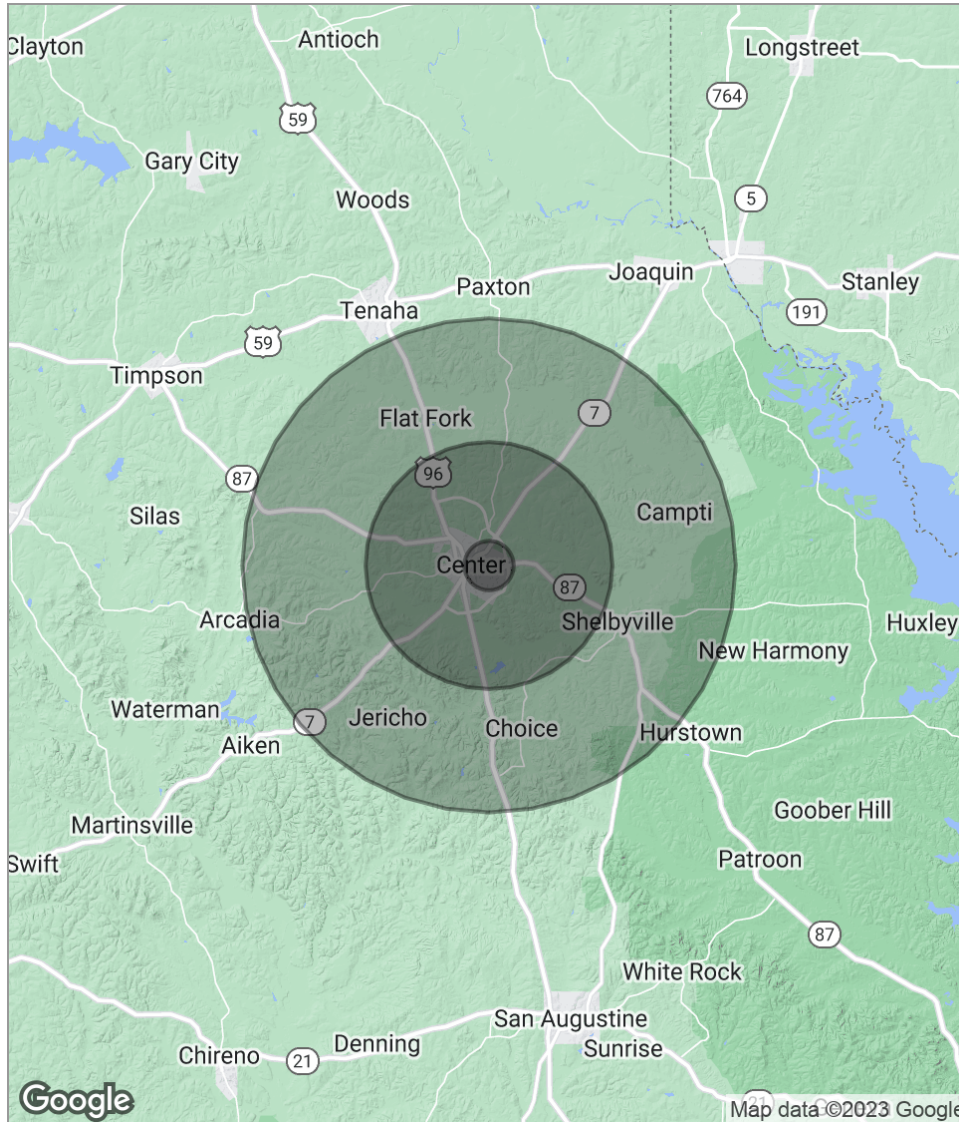 Clayton
Antioch
Longstreet
764
59
Gary City
Woods
5
Joaquin
Stanley
Paxton
Tenaha
191
59
Timpson
7
Flat Fork
96
87
Silas
Campti
Center
87
Arcadia
Shelbyville
Huxley
New Harmony
Waterman
7
Jericho
Choice
Hurstown
Aiken
Goober Hill
Martinsville
Patroon
Swift
87
White Rock
San Augustine
Denning
Sunrise
Chireno
21
Google
21
Map data ©2023 Google